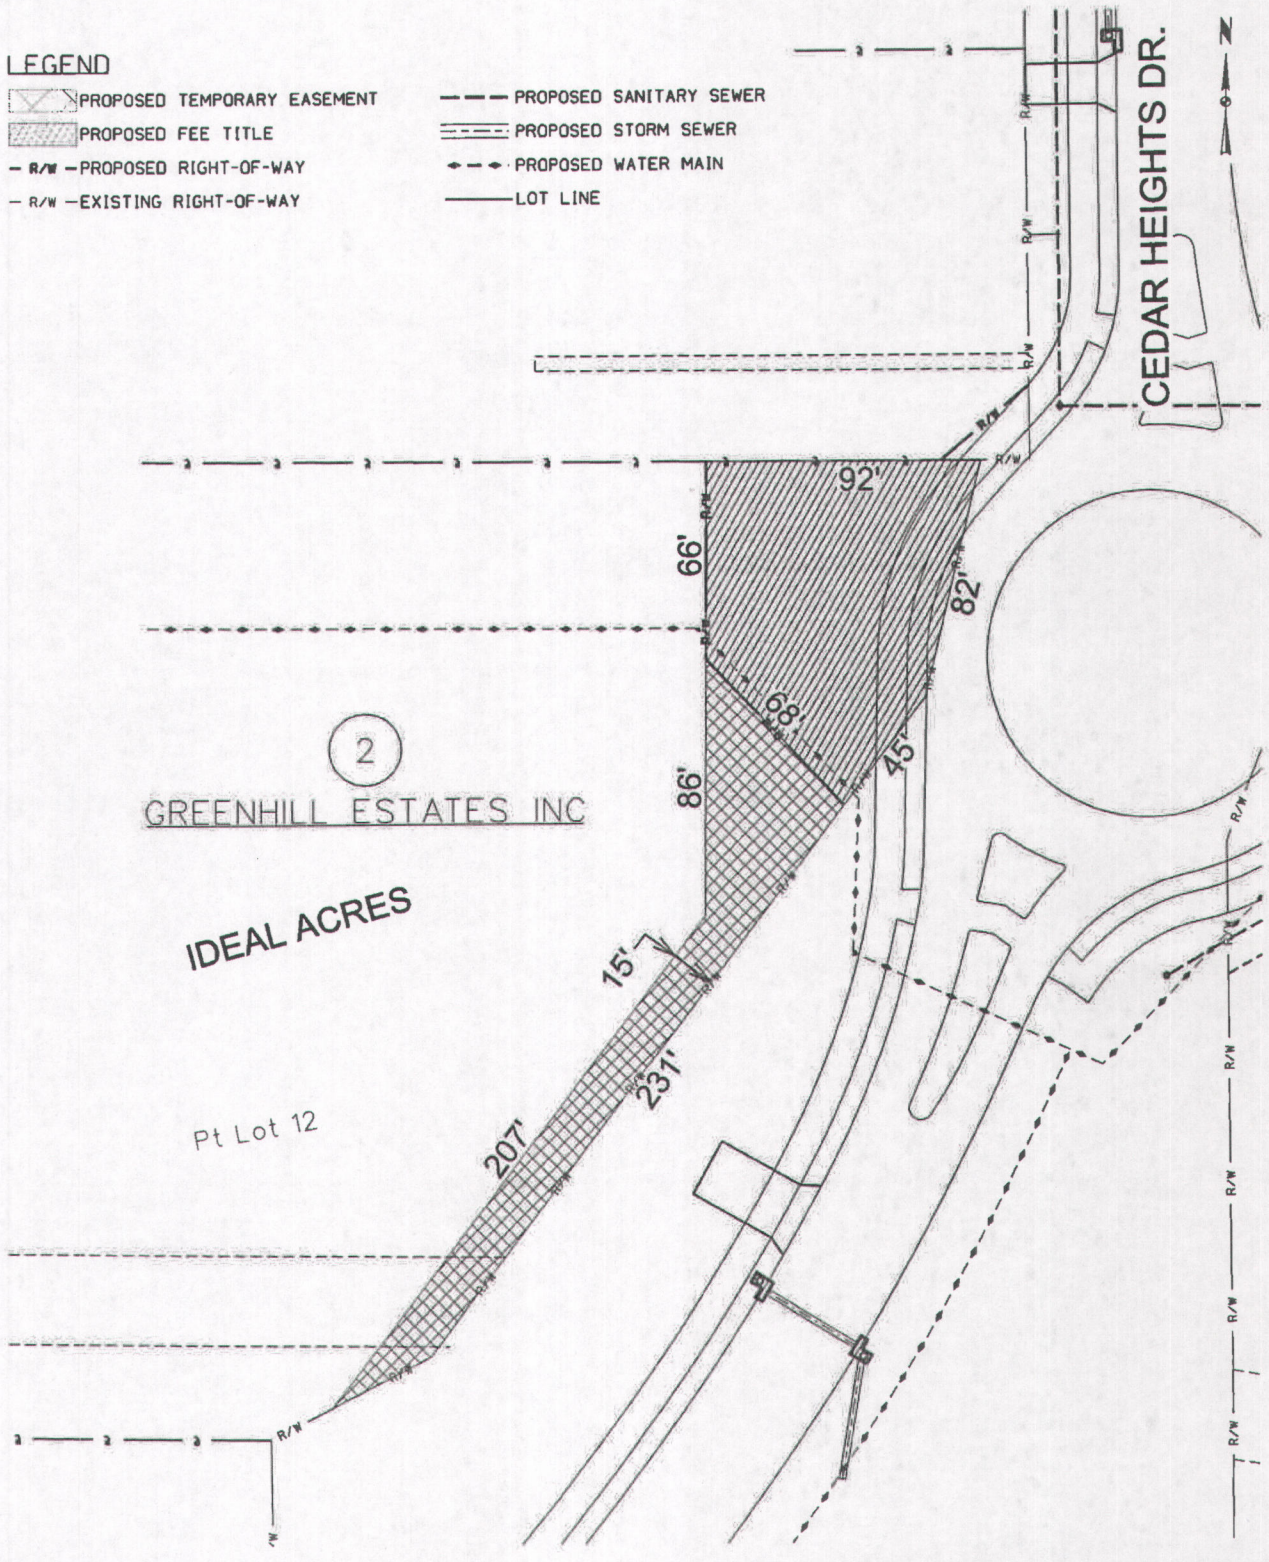 LEGEND
PROPOSED TEMPORARY EASEMENT
PROPOSED FEE TITLE
R/W PROPOSED RIGHT-OF-WAY
R/W EXISTING RIGHT-OF-WAY
PROPOSED SANITARY SEWER
PROPOSED STORM SEWER
PROPOSED WATER MAIN
LOT LINE
N
CEDAR HEIGHTS DR.
R/W
R/W
R/W
R/W
R/W
92'
R/W
66'
R/W
82'
R/W
R/W
R/W
68'
R/W
45'
R/W
86'
2
GREENHILL ESTATES INC
IDEAL ACRES
R/W
R/W
R/W
15'
R/W
231'
R/W
207'
R/W
R/W
R/W
R/W
Pt Lot 12
R/W
R/W
R/W
R/W
R/W
/W